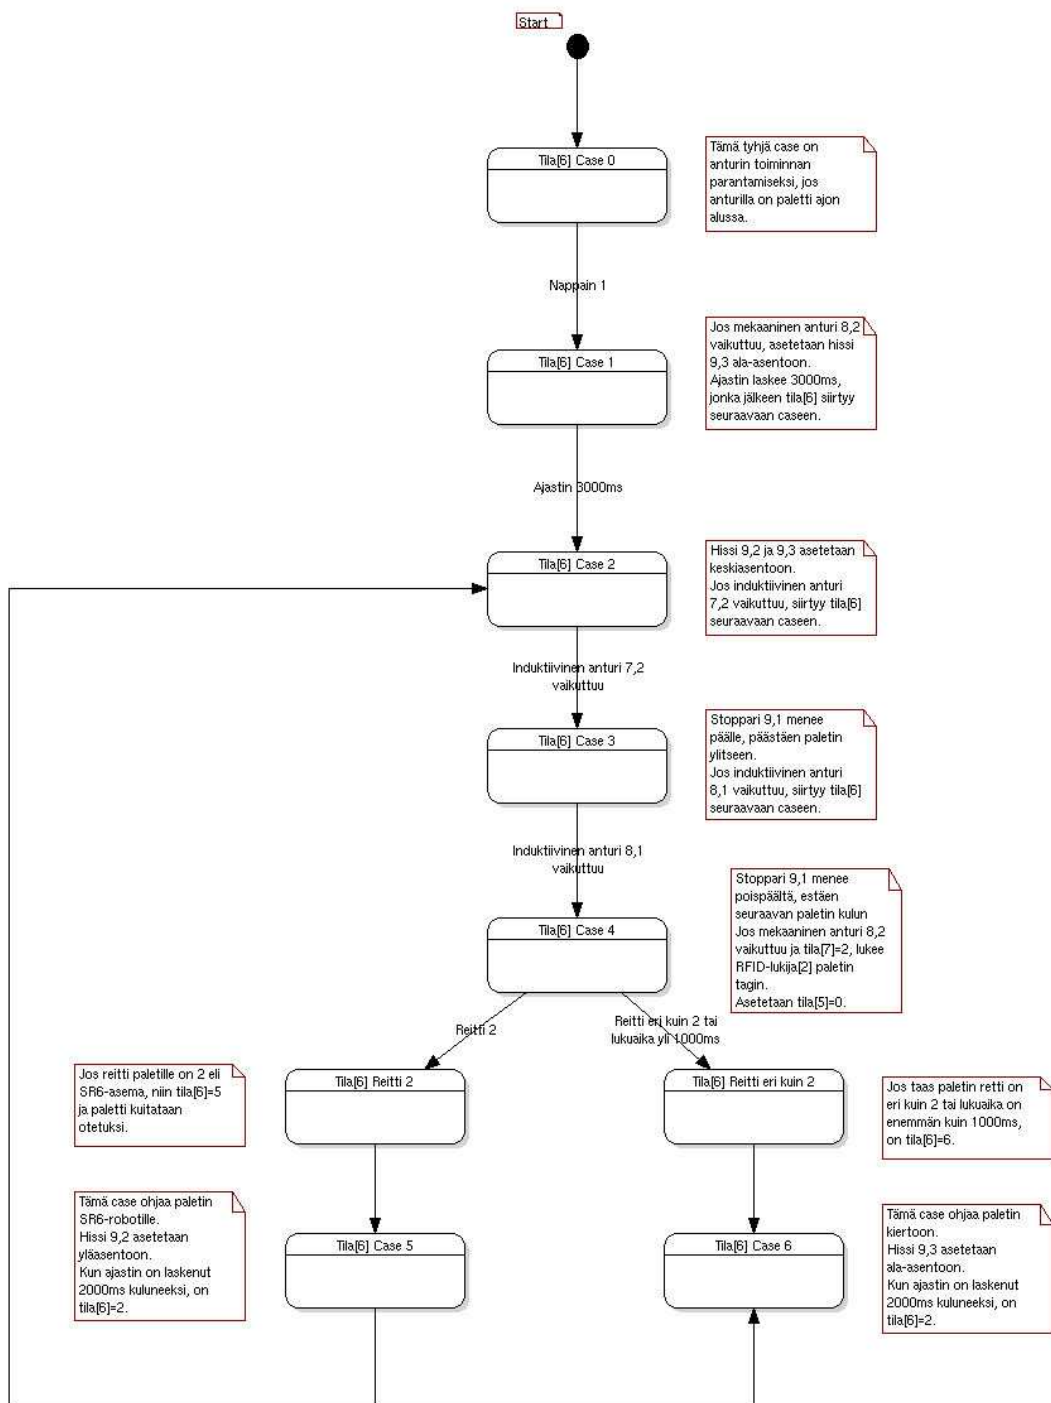 Start
Tila[6] Case 0
Tämä tyhjä case on
anturin toiminnan
parantamiseksi, jos
anturilla on paletti ajon
alussa.
Nappain 1
Tila[6] Case 1
Jos mekaaninen anturi 8,2
vaikuttuu, asetetaan hissi
9,3 ala-asentoon.
Ajastin laskee 3000ms,
jonka jälkeen tila[6] siirtyy
seuraavaan caseen.
Ajastin 3000ms
Tila[6] Case 2
Hissi 9,2 ja 9,3 asetetaan
keskiasentoon.
Jos induktiivinen anturi
7,2 vaikuttuu, siirtyy tila[6]
seuraavaan caseen.
Induktiivinen anturi 7,2
vaikuttuu
Tila[6] Case 3
Stoppari 9,1 menee
päälle, päästäen paletin
ylitseen.
Jos induktiivinen anturi
8,1 vaikuttuu, siirtyy tila[6]
seuraavaan caseen.
Induktiivinen anturi 8,1
vaikuttuu
Tila[6] Case 4
Stoppari 9,1 menee
poispäältä, estäen
seuraavan paletin kulun
Jos mekaaninen anturi 8,2
vaikuttuu ja tila[7]=2, lukee
RFID-lukija[2] paletin
tagin.
Asetetaan tila[5]=0.
Reitti 2
Reitti eri kuin 2 tai
lukuaika yli 1000ms
Jos reitti paletille on 2 eli
SR6-asema, niin tila[6]=5
ja paletti kuitataan
otetuksi.
Tila[6] Reitti 2
Tila[6] Reitti eri kuin 2
Jos taas paletin retti on
eri kuin 2 tai lukuaika on
enemmän kuin 1000ms,
on tila[6]=6.
Tämä case ohjaa paletin
SR6-robotille.
Hissi 9,2 asetetaan
yläasentoon.
Kun ajastin on laskenut
2000ms kuluneeksi, on
tila[6]=2.
Tila[6] Case 5
Tila[6] Case 6
Tämä case ohjaa paletin
kiertoon.
Hissi 9,3 asetetaan
ala-asentoon.
Kun ajastin on laskenut
2000ms kuluneeksi, on
tila[6]=2.